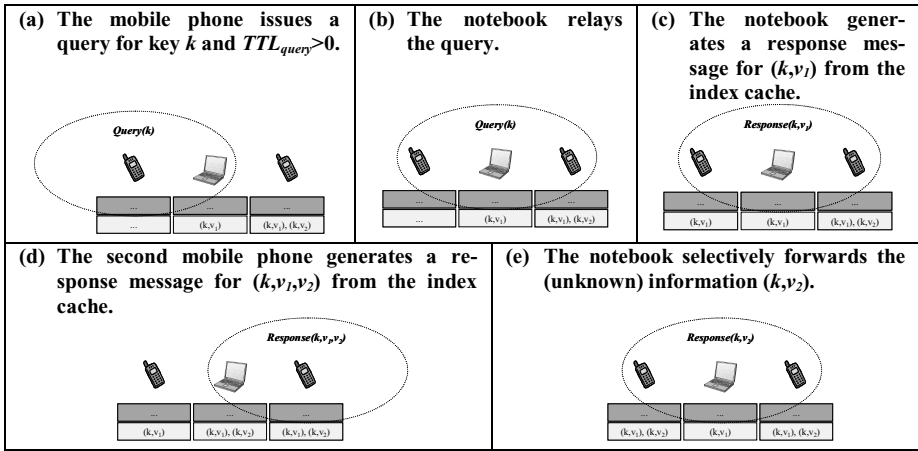 (a) The mobile phone issues a
query for key k and TTLquery>0.
Query(k)
... ... ...
... (k,v1) (k,v1), (k,v2)
(b) The notebook relays
the query.
Query(k)
... ... ...
... (k,v1) (k,v1), (k,v2)
(c) The notebook gener-
ates a response mes-
sage for (k,v1) from the
index cache.
Response(k,v1)
... ... ...
(k,v1) (k,v1) (k,v1), (k,v2)
(d) The second mobile phone generates a re-
sponse message for (k,v1,v2) from the index
cache.
Response(k,v1,v2)
... ... ...
(k,v1) (k,v1), (k,v2) (k,v1), (k,v2)
(e) The notebook selectively forwards the
(unknown) information (k,v2).
Response(k,v2)
... ... ...
(k,v1), (k,v2) (k,v1) (k,v1), (k,v2)